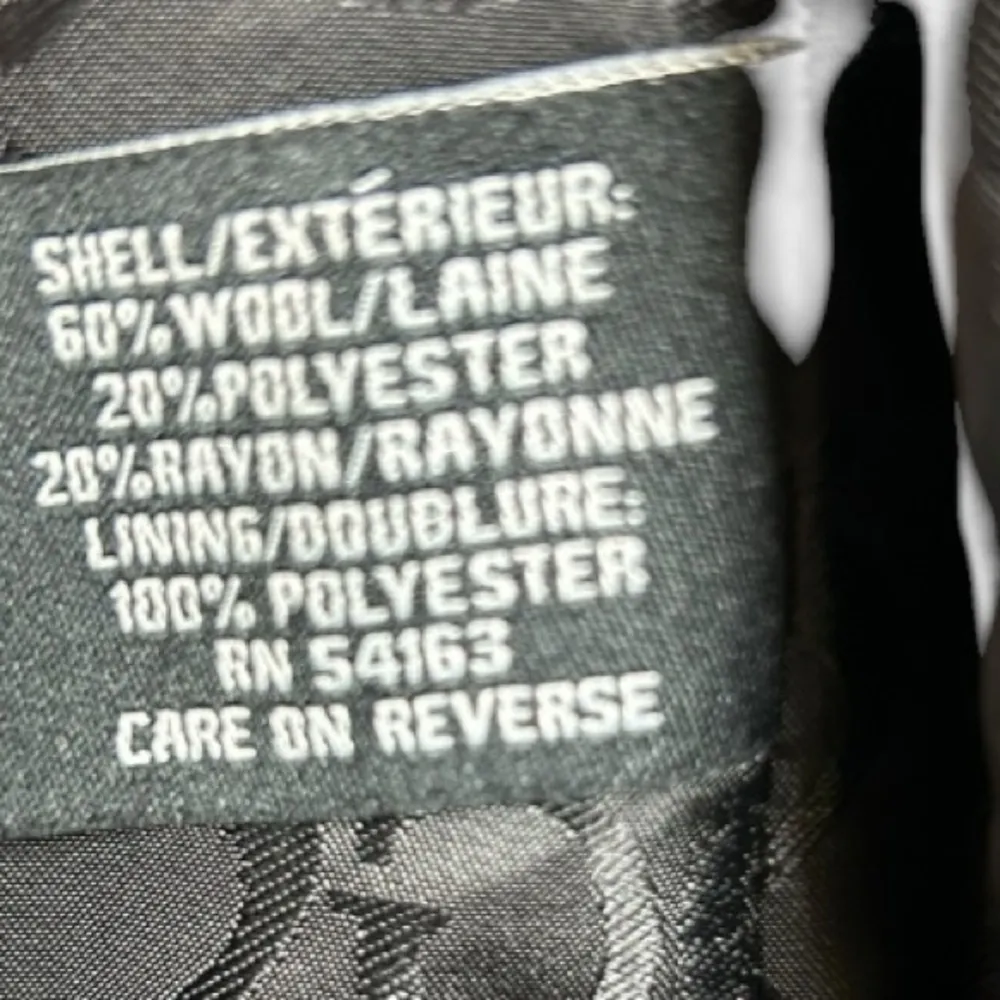 SHELL/EXTÉRIEUR:
60%WOOL/LAINE
20%POLYESTER
20%RAYON/RAYONNE
LINING/DOUBLURE:
100% POLYESTER
RN 54163
CARE ON REVERSE